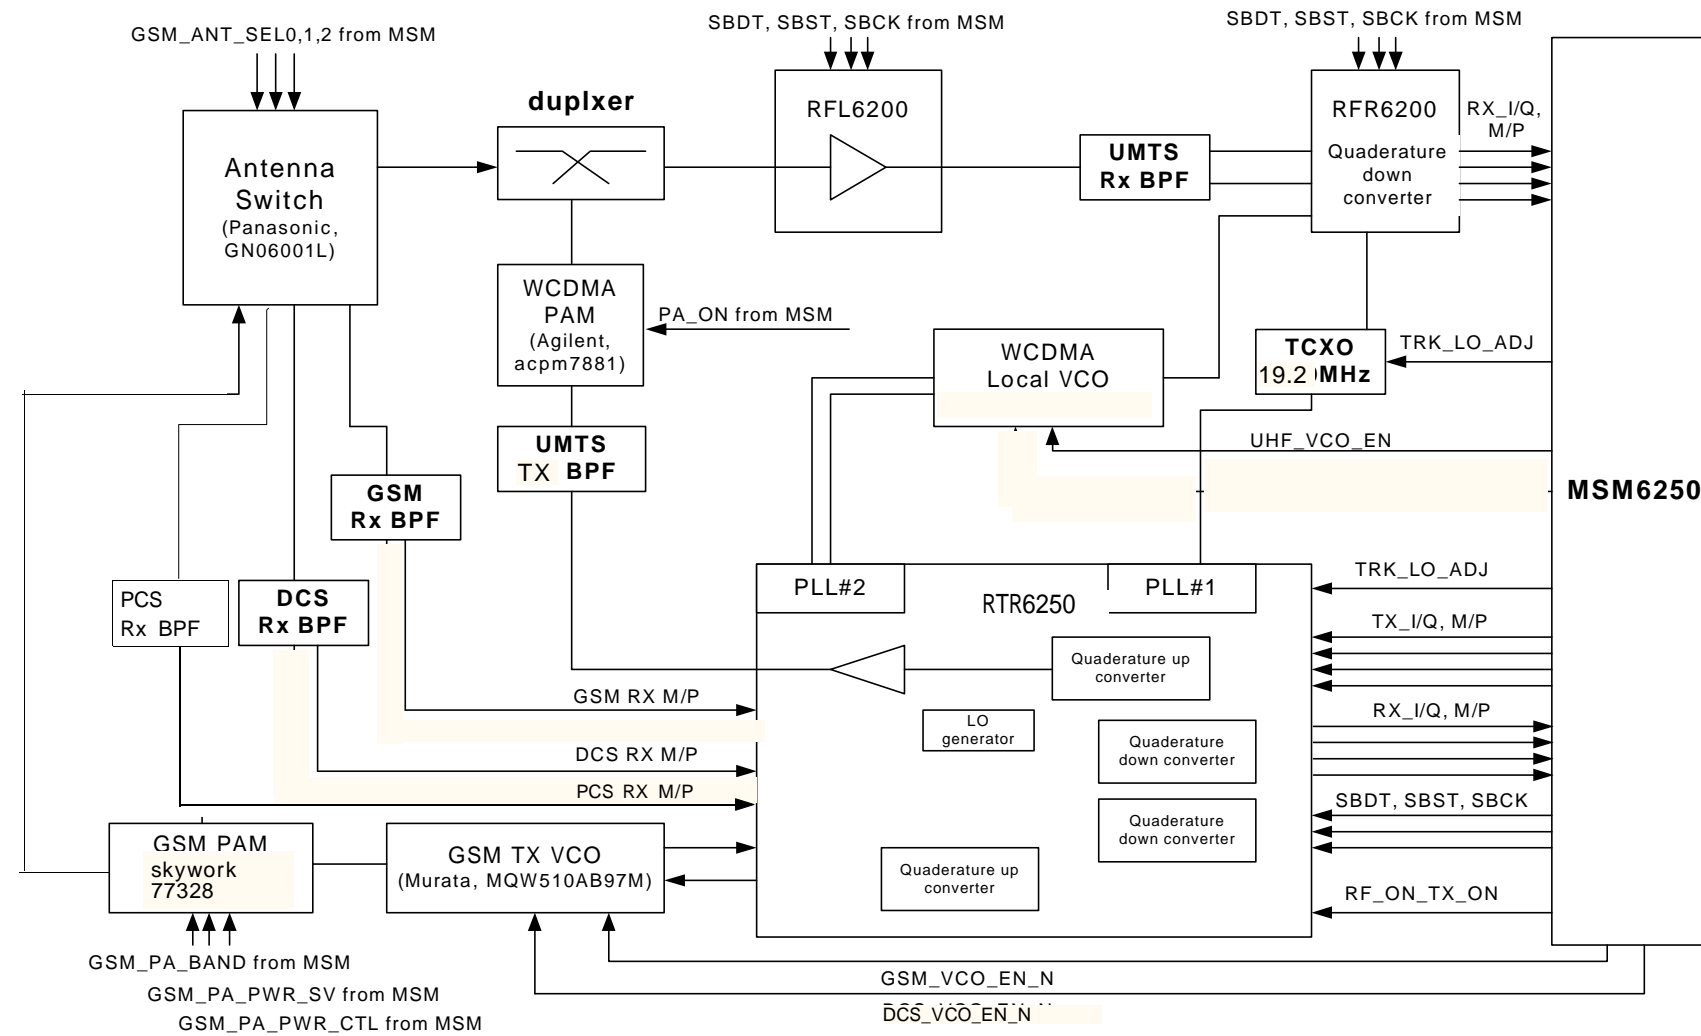 GSM_ANT_SEL0,1,2 from MSM
SBDT, SBST, SBCK from MSM
SBDT, SBST, SBCK from MSM
duplxer
RFL6200
RFR6200
Quaderature
down
converter
RX_I/Q,
M/P
Antenna
Switch
(Panasonic,
GN06001L)
UMTS
Rx BPF
WCDMA
PAM
(Agilent,
acpm7881)
PA_ON from MSM
WCDMA
Local VCO
TCXO
19.2 MHz
TRK_LO_ADJ
UHF_VCO_EN
MSM6250
UMTS
TX BPF
GSM
Rx BPF
PCS
Rx BPF
DCS
Rx BPF
PLL#2
RTR6250
PLL#1
TRK_LO_ADJ
TX_I/Q, M/P
Quaderature up
converter
GSM RX M/P
LO
generator
RX_I/Q, M/P
Quaderature
down converter
DCS RX M/P
PCS RX M/P
SBDT, SBST, SBCK
Quaderature
down converter
GSM PAM
skywork
77328
GSM TX VCO
(Murata, MQW510AB97M)
Quaderature up
converter
RF_ON_TX_ON
GSM_PA_BAND from MSM
GSM_PA_PWR_SV from MSM
GSM_PA_PWR_CTL from MSM
GSM_VCO_EN_N
DCS_VCO_EN_N